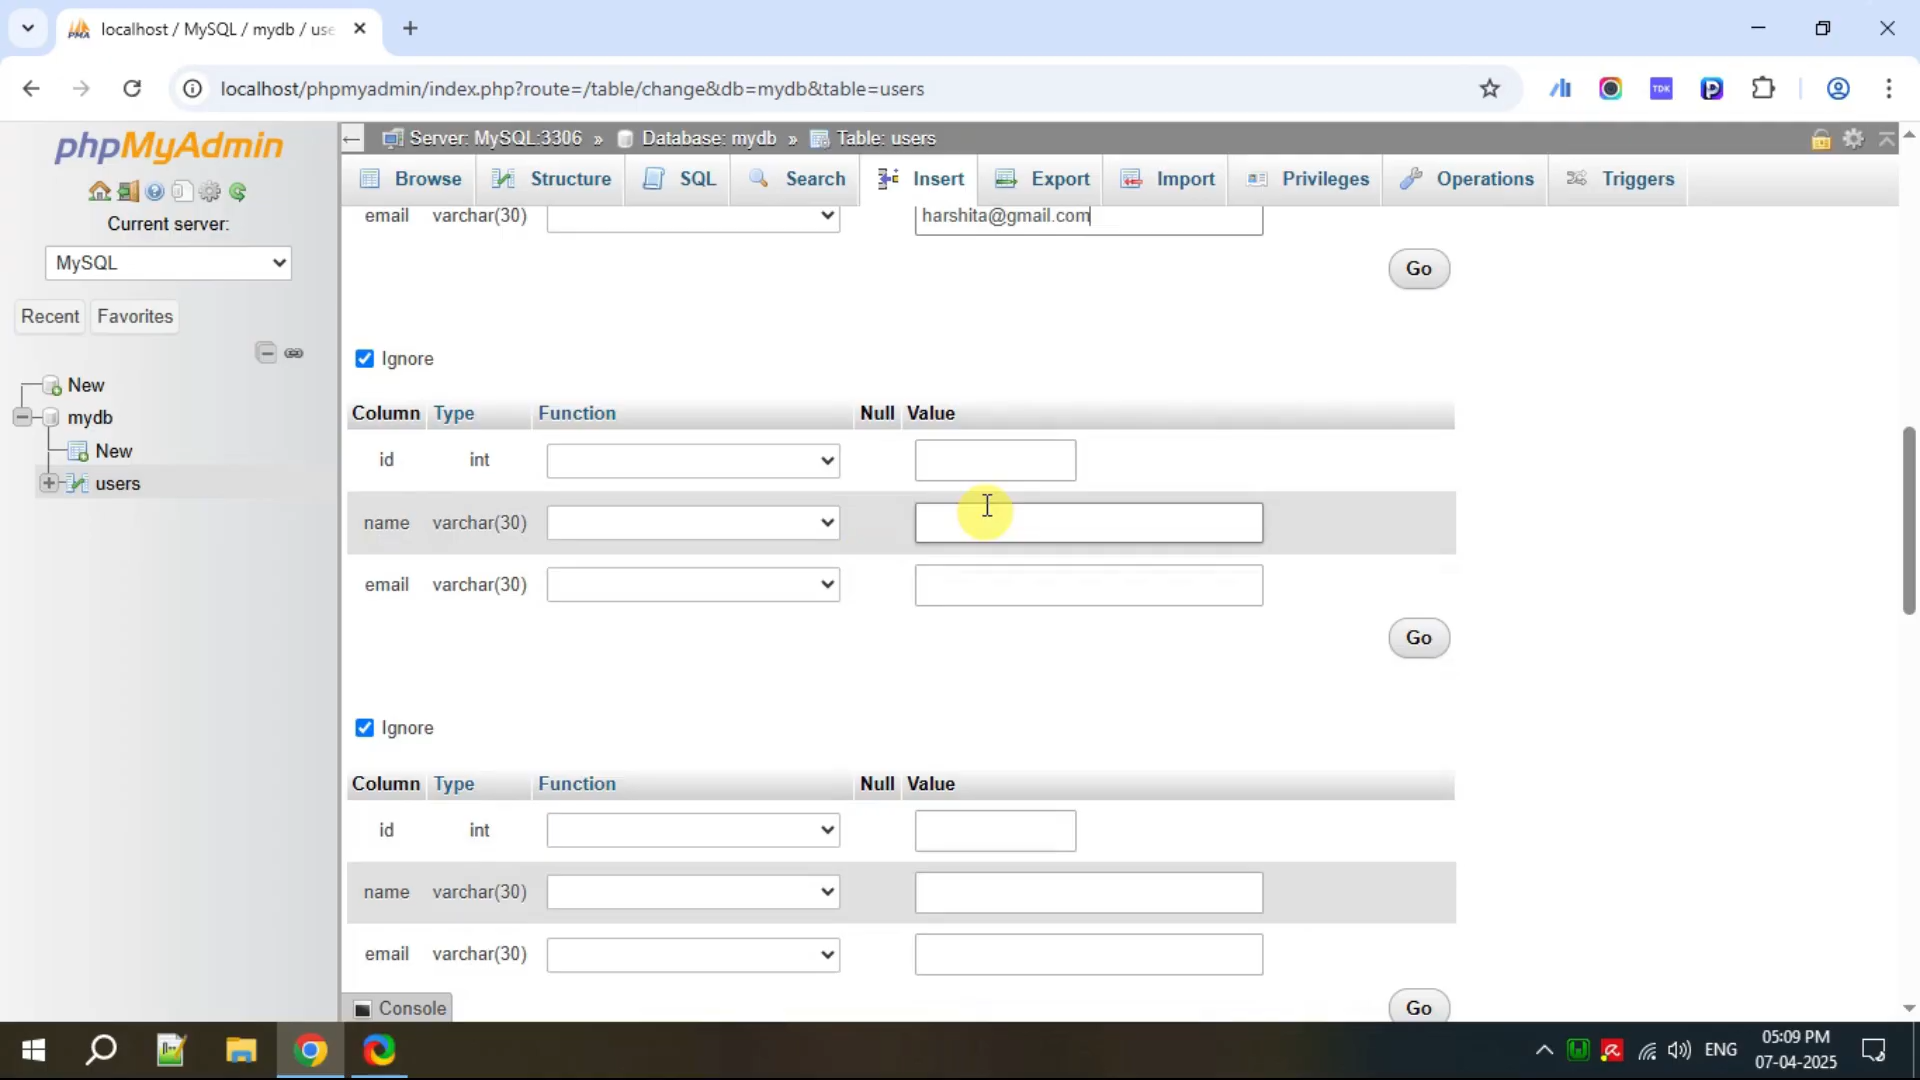 localhost / MySQL / mydb / use
localhost/phpmyadmin/index.php?route=/table/change&db=mydb&table=users
TDK
phpMyAdmin
Current server:
MySQL
Recent Favorites
New
mydb
New
users
Server: MySQL:3306 » Database: mydb » Table: users
Browse Structure SQL Search Insert Export Import Privileges Operations Triggers
email varchar(30) harshita@gmail.com
Go
Ignore
Column Type Function Null Value
id int
name varchar(30)
email varchar(30)
Go
Ignore
Column Type Function Null Value
id int
name varchar(30)
email varchar(30)
Go
Console
ENG
05:09 PM
07-04-2025